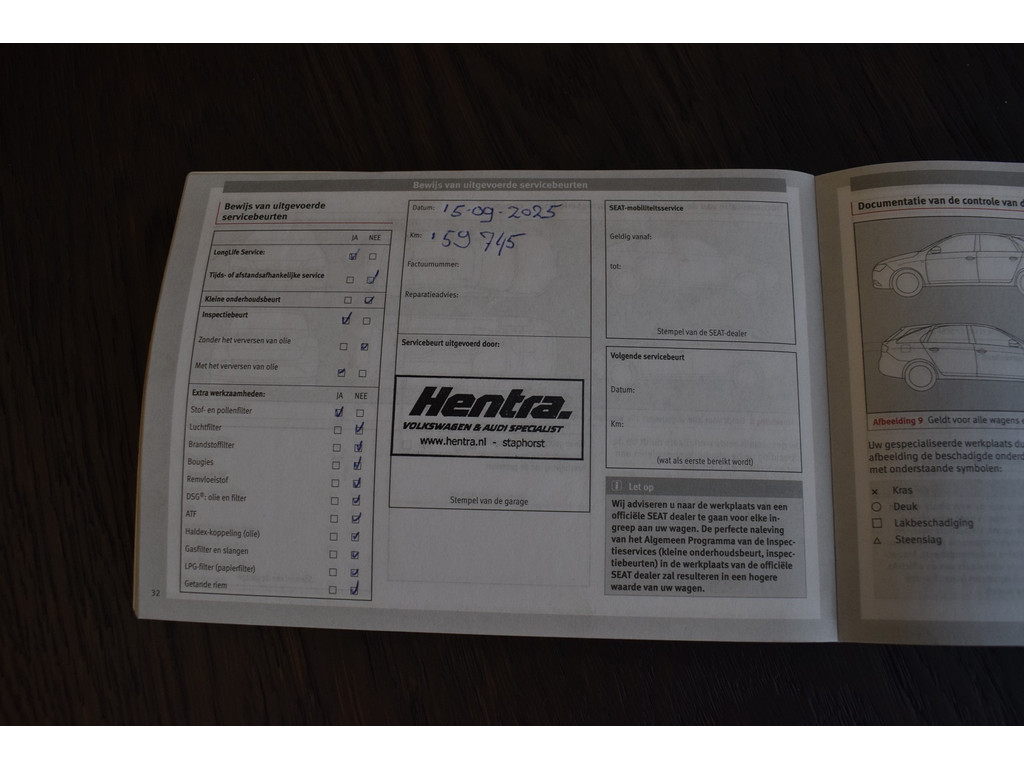 Bewijs van uitgevoerde servicebeurten
Bewijs van uitgevoerde
servicebeurten
JA NEE
LongLife Service:
Tijds- of afstandsafhankelijke service
Kleine onderhoudsbeurt
Inspectiebeurt
Zonder het verversen van olie
Met het verversen van olie
Extra werkzaamheden: JA NEE
Stof- en pollenfilter
Luchtfilter
Brandstoffilter
Bougies
Remvloeistof
DSG®: olie en filter
ATF
Haldex-koppeling (olie)
Gasfilter en slangen
LPG-filter (papierfilter)
Getande riem
32
Datum: 15-09-2025
Km: 159 745
Factuurnummer:
Reparatieadvies:
Servicebeurt uitgevoerd door:
Hentra.
VOLKSWAGEN & AUDI SPECIALIST
www.hentra.nl - staphorst
Stempel van de garage
SEAT-mobiliteitsservice
Geldig vanaf:
tot:
Stempel van de SEAT-dealer
Volgende servicebeurt
Datum:
Km:
(wat als eerste bereikt wordt)
i Let op
Wij adviseren u naar de werkplaats van een
officiële SEAT dealer te gaan voor elke in-
greep aan uw wagen. De perfecte naleving
van het Algemeen Programma van de Inspec-
tieservices (kleine onderhoudsbeurt, inspec-
tiebeurten) in de werkplaats van de officiële
SEAT dealer zal resulteren in een hogere
waarde van uw wagen.
Documentatie van de controle van d
Afbeelding 9 Geldt voor alle wagens
Uw gespecialiseerde werkplaats du
afbeelding de beschadigde onderd
met onderstaande symbolen:
x Kras
○ Deuk
□ Lakbeschadiging
△ Steenslag